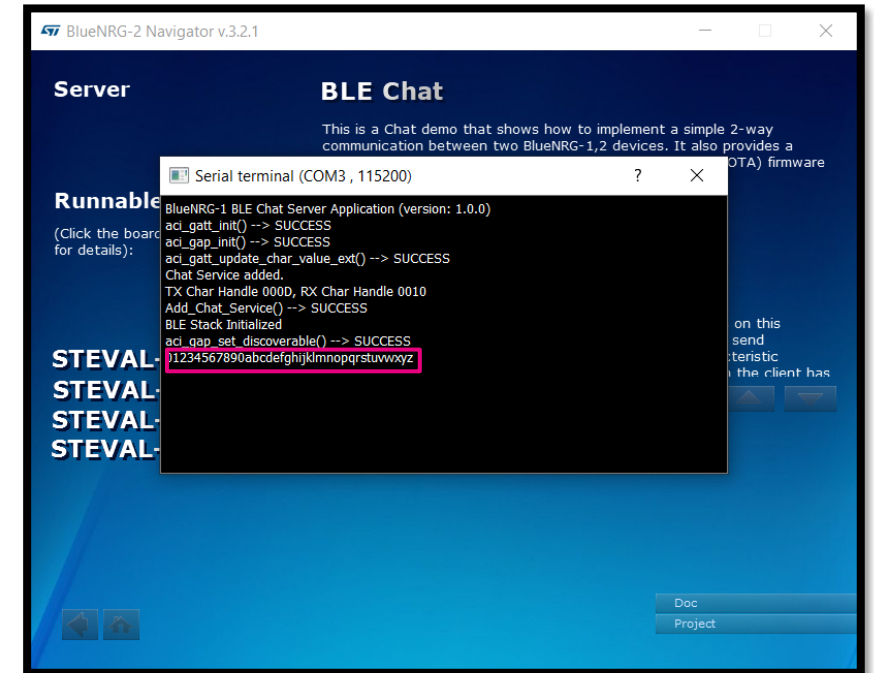 BlueNRG-2 Navigator v.3.2.1
Server
BLE Chat
This is a Chat demo that shows how to implement a simple 2-way
communication between two BlueNRG-1,2 devices. It also provides a
OTA) firmware
Serial terminal (COM3 , 115200)
?
BlueNRG-1 BLE Chat Server Application (version: 1.0.0)
aci_gatt_init() --> SUCCESS
aci_gap_init() --> SUCCESS
aci_gatt_update_char_value_ext() --> SUCCESS
Chat Service added.
TX Char Handle 000D, RX Char Handle 0010
Add_Chat_Service() --> SUCCESS
BLE Stack Initialized
aci_gap_set_discoverable() --> SUCCESS
01234567890abcdefghijklmnopqrstuvwxyz
Runnable
(Click the board
for details):
on this
send
the client has
STEVAL-
STEVAL-
STEVAL-
STEVAL-
Doc
Project